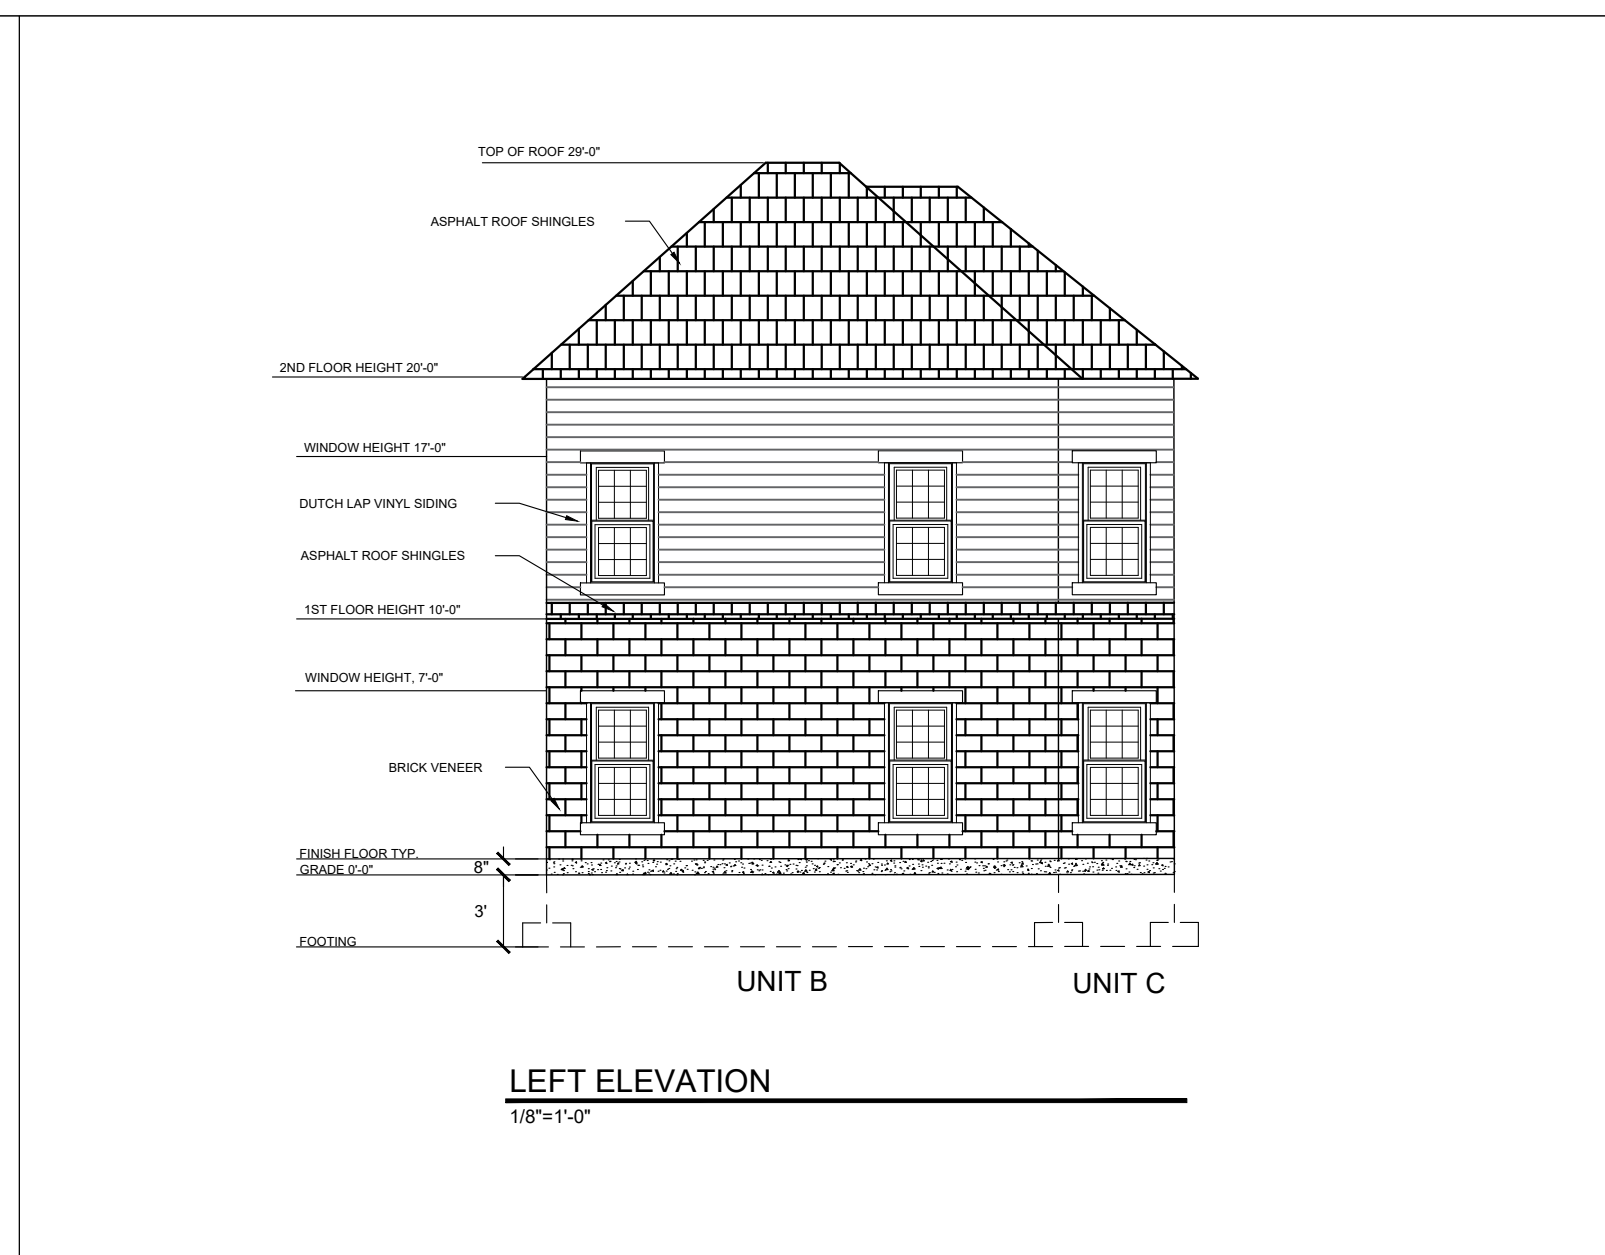 TOP OF ROOF 29'-0"
ASPHALT ROOF SHINGLES
2ND FLOOR HEIGHT 20'-0"
WINDOW HEIGHT 17'-0"
DUTCH LAP VINYL SIDING
ASPHALT ROOF SHINGLES
1ST FLOOR HEIGHT 10'-0"
WINDOW HEIGHT, 7'-0"
BRICK VENEER
FINISH FLOOR TYP.
GRADE 0'-0"
8"
3'
FOOTING
UNIT B
UNIT C
LEFT ELEVATION
1/8"=1'-0"